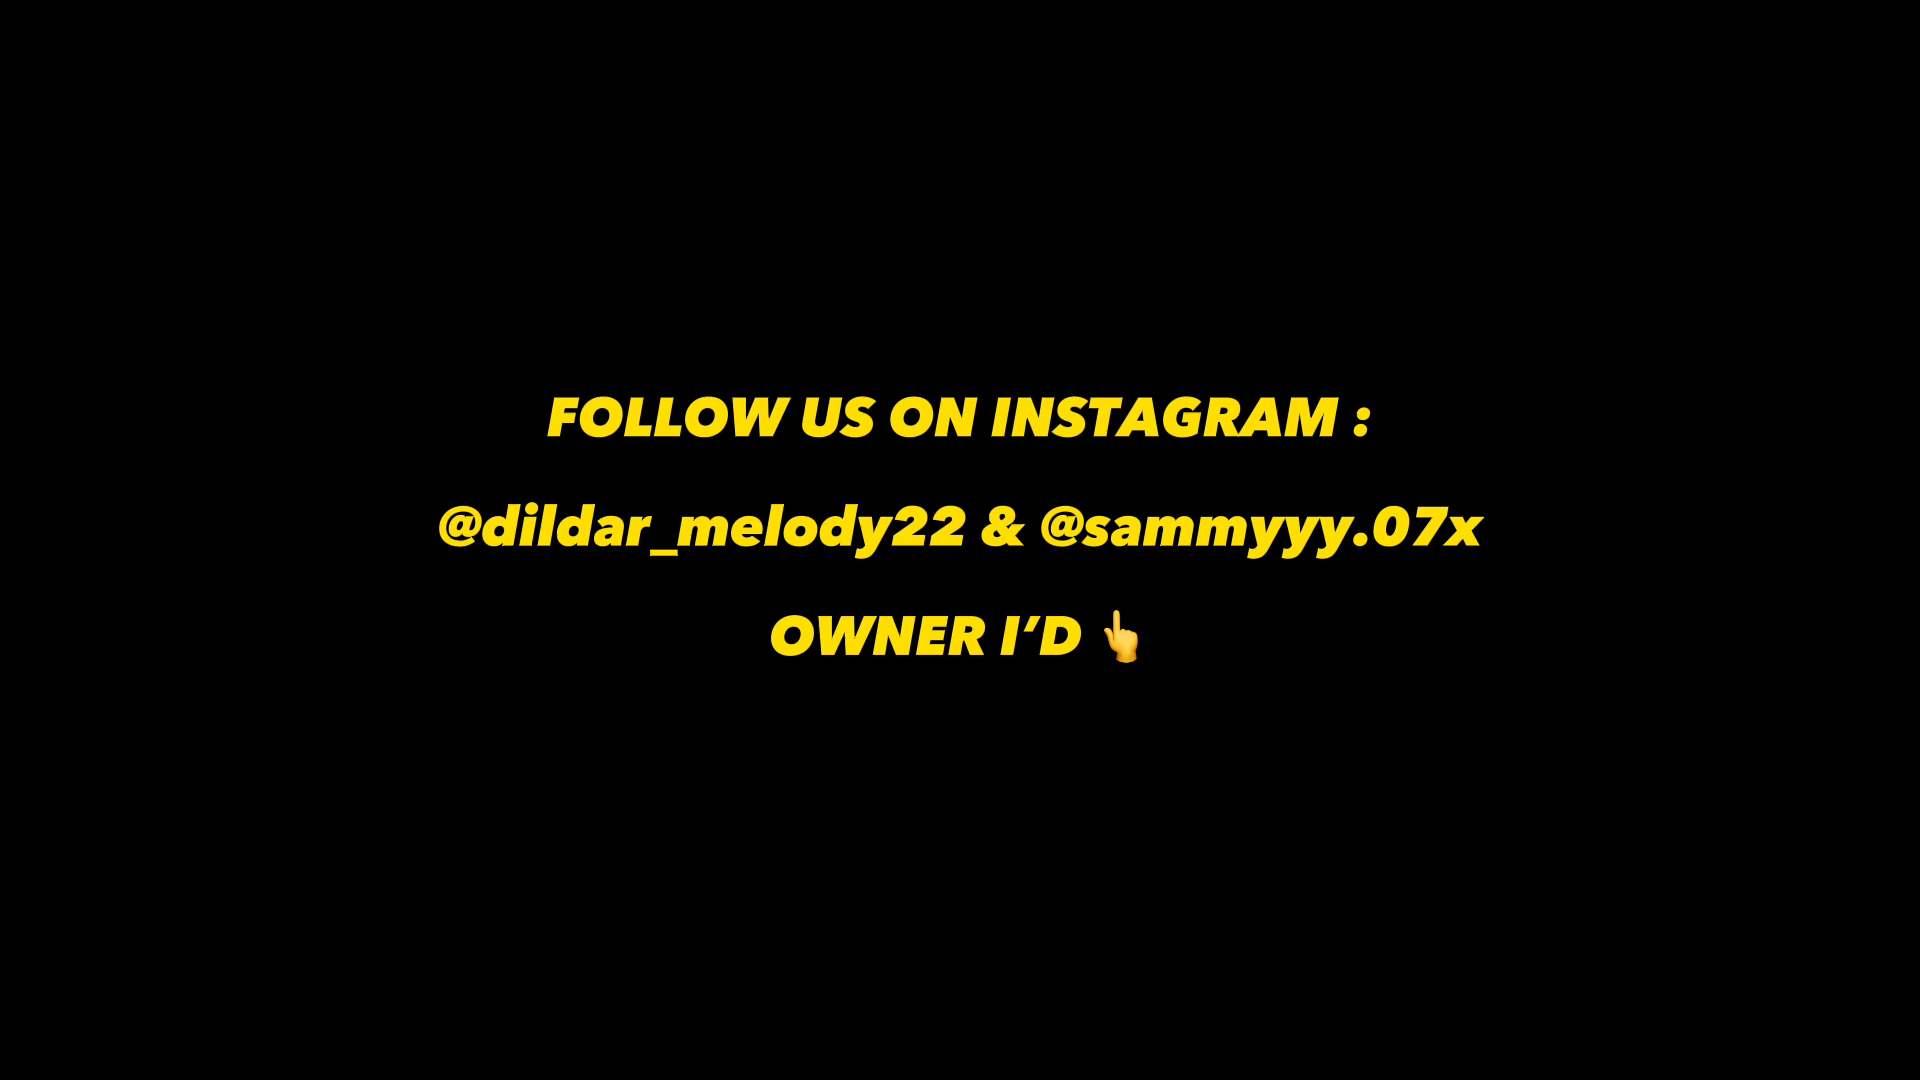 FOLLOW US ON INSTAGRAM :
@dildar_melody22 & @sammyyy.07x
OWNER I’D 👆